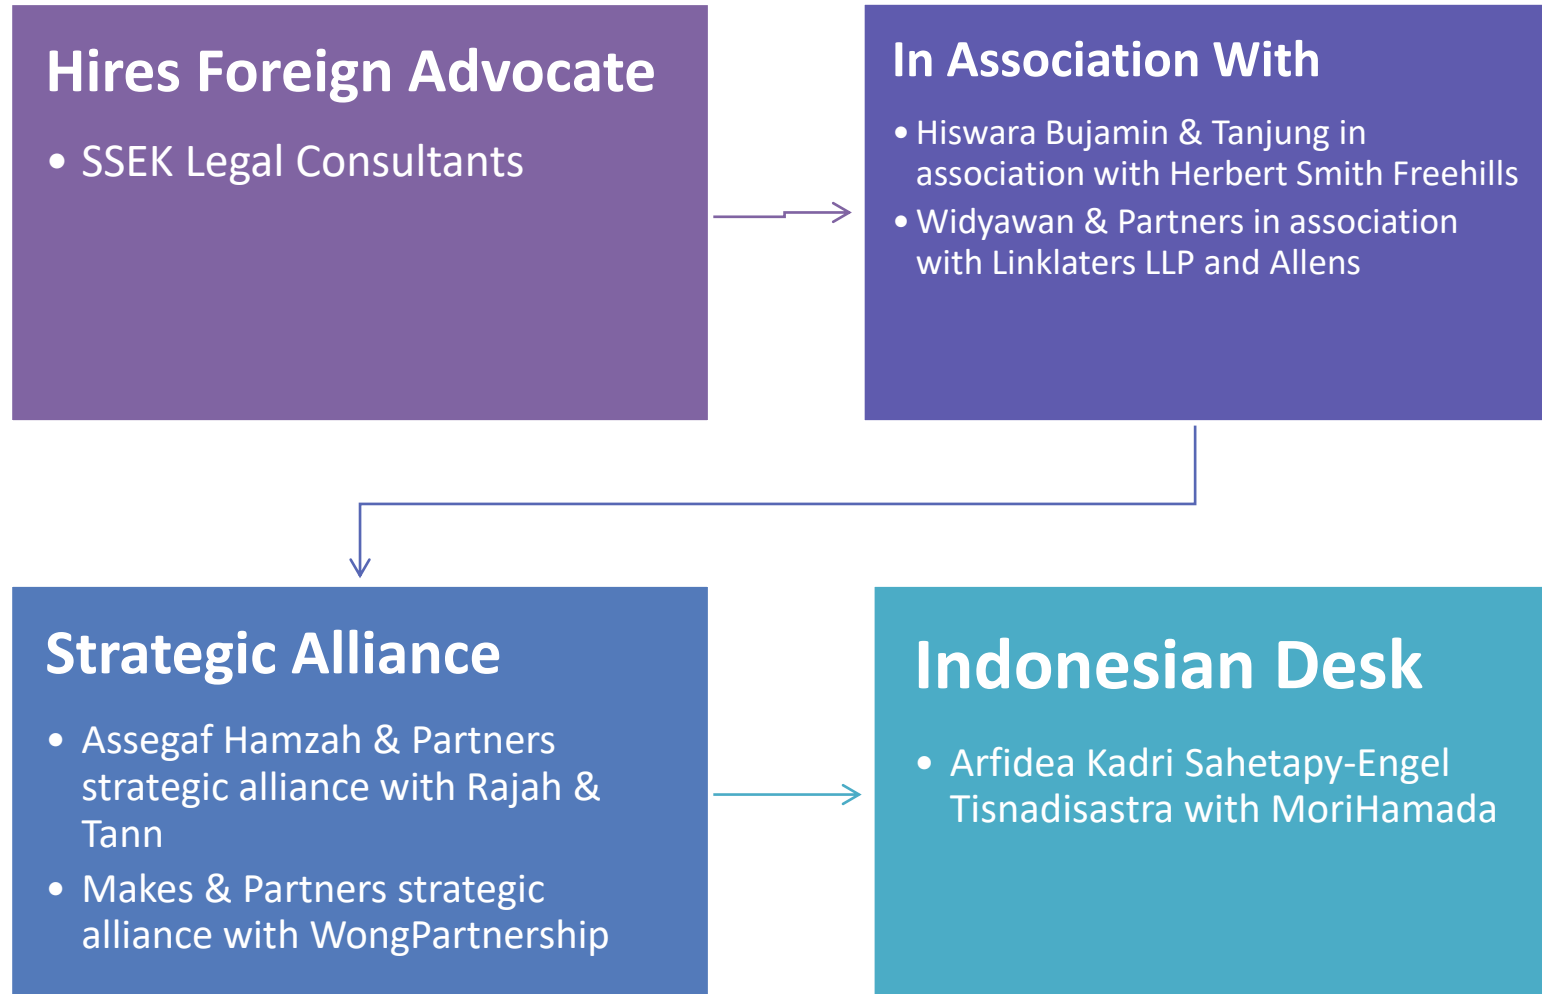 Hires Foreign Advocate
• SSEK Legal Consultants
In Association With
• Hiswara Bujamin & Tanjung in
association with Herbert Smith Freehills
• Widyawan & Partners in association
with Linklaters LLP and Allens
Strategic Alliance
• Assegaf Hamzah & Partners
strategic alliance with Rajah &
Tann
• Makes & Partners strategic
alliance with WongPartnership
Indonesian Desk
• Arfidea Kadri Sahetapy-Engel
Tisnadisastra with MoriHamada